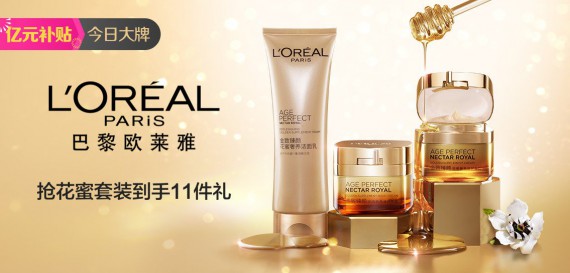 亿元补贴 今日大牌
L'ORÉAL
PARIS
巴黎欧莱雅
抢花蜜套装到手11件礼
L'ORÉAL
PARIS
AGE
PERFECT
NECTAR ROYAL
AGE PERFECT
NECTAR ROYAL
AGE PERFECT
NECTAR ROYAL